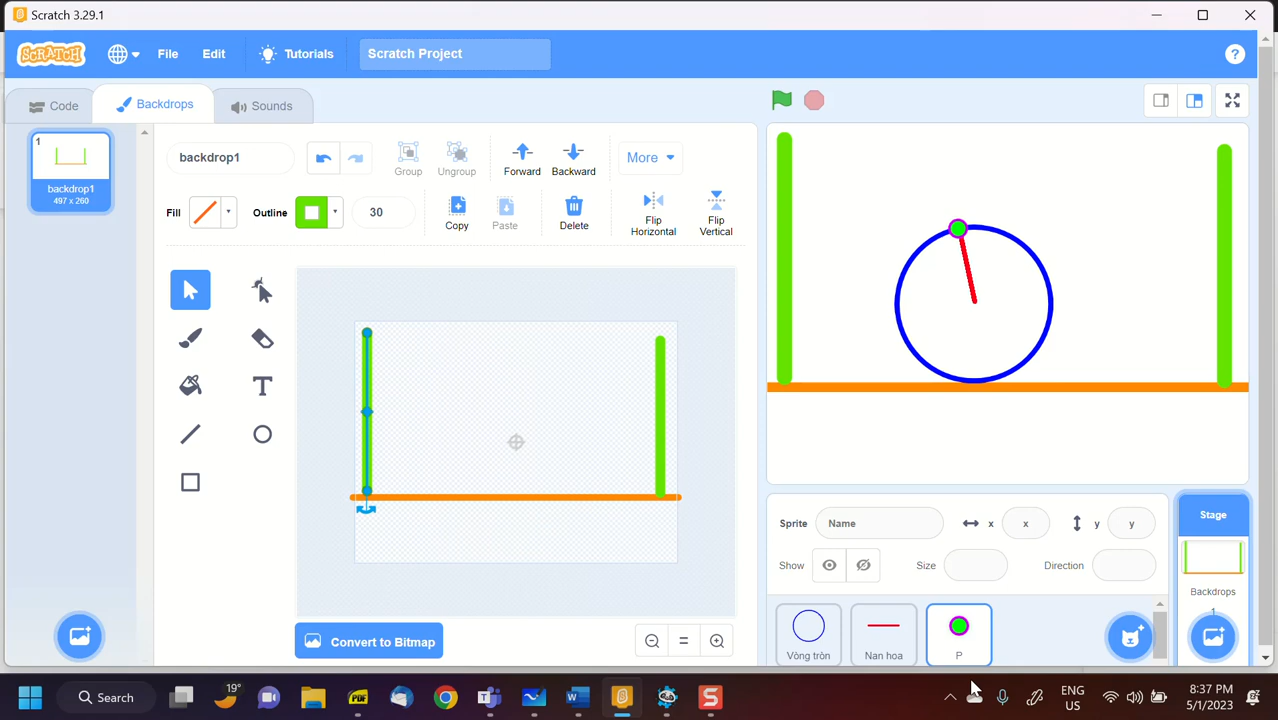 Scratch 3.29.1
SCRATCH File Edit Tutorials Scratch Project ?
Code Backdrops Sounds
1
backdrop1
497 x 260
backdrop1 Group Ungroup Forward Backward More
Fill Outline 30 Copy Paste Delete Flip Horizontal Flip Vertical
T
Convert to Bitmap
Sprite Name x x y y
Show Size Direction
Vòng tròn Nan hoa P
Stage
Backdrops
1
Search 19° PDF ENG US 8:37 PM 5/1/2023